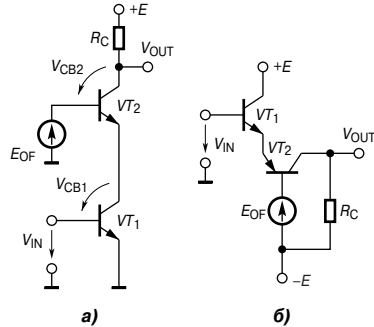 +E
R_C
V_OUT
V_CB2
VT_2
E_OF
V_CB1
V_IN
VT_1
а)
+E
VT_1
V_IN
VT_2
V_OUT
E_OF
R_C
–E
б)